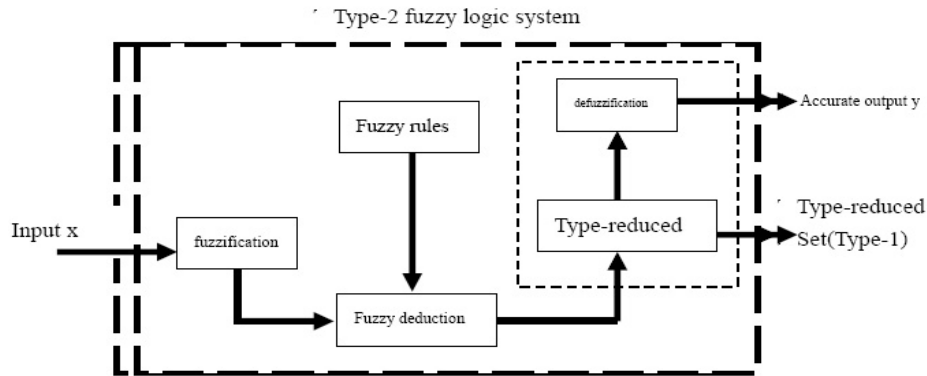 Type-2 fuzzy logic system
defuzzification
Accurate output y
Fuzzy rules
Type-reduced
Set(Type-1)
Input x
fuzzification
Type-reduced
Fuzzy deduction